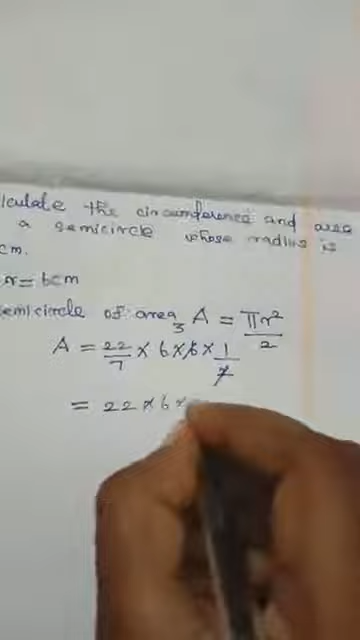 lculate the circumference and area
a semicircle whose radius is
cm.
r = 6cm
emicircle of area A = πr²/2
A = 22/7 × 6 × 6 3 × 1/2
= 22 × 6 ×